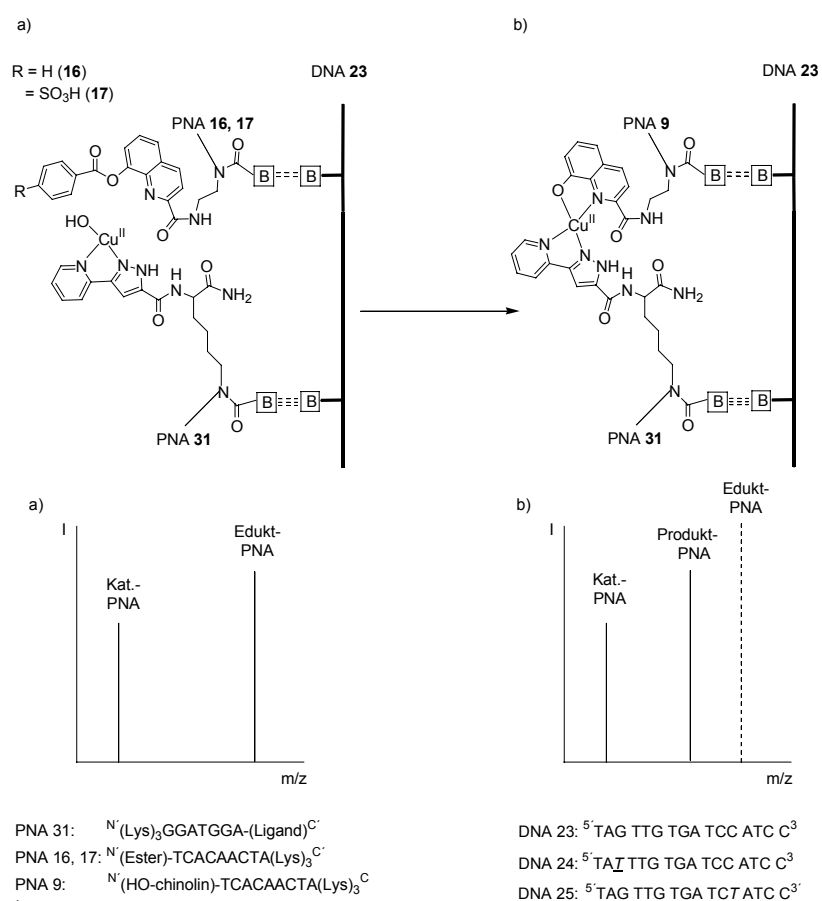 a)
b)
R = H (16)
= SO3H (17)
DNA 23
DNA 23
PNA 16, 17
PNA 9
O
O
O
O
N
N
B
B
R
O
N
O
NH
HO
CuII
N
N
NH
H
N
O
NH2
O
N
O
B
B
PNA 31
O
N
O
N
B
B
O
NH
CuII
N
N
NH
H
N
O
NH2
O
N
O
B
B
PNA 31
a)
I
Kat.-
PNA
Edukt-
PNA
m/z
b)
I
Kat.-
PNA
Produkt-
PNA
Edukt-
PNA
m/z
PNA 31: N´(Lys)3GGATGGA-(Ligand)C´
PNA 16, 17: N´(Ester)-TCACAACTA(Lys)3C´
PNA 9: N´(HO-chinolin)-TCACAACTA(Lys)3C
DNA 23: 5´TAG TTG TGA TCC ATC C3
DNA 24: 5´TAT TTG TGA TCC ATC C3
DNA 25: 5´TAG TTG TGA TCT ATC C3´